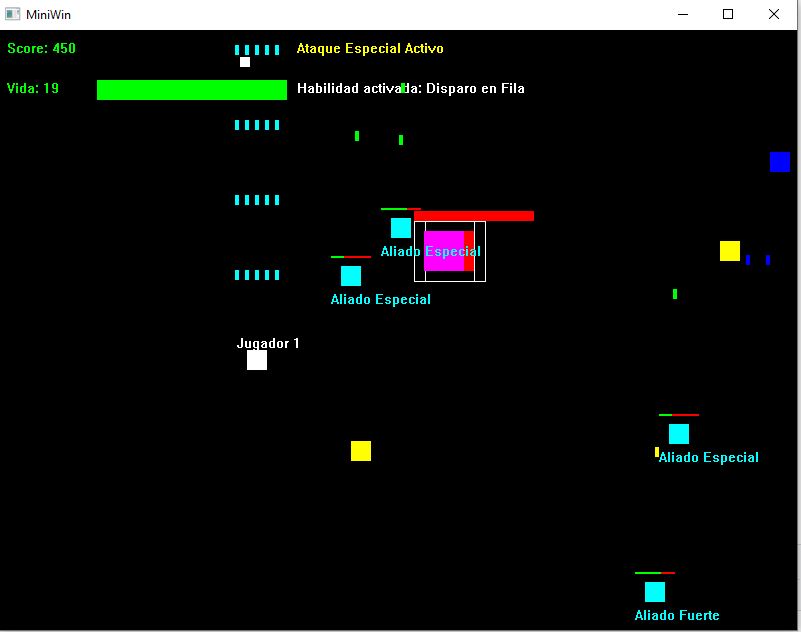 MiniWin
Score: 450
Ataque Especial Activo
Vida: 19
Habilidad activada: Disparo en Fila
Aliado Especial
Aliado Especial
Jugador 1
Aliado Especial
Aliado Fuerte